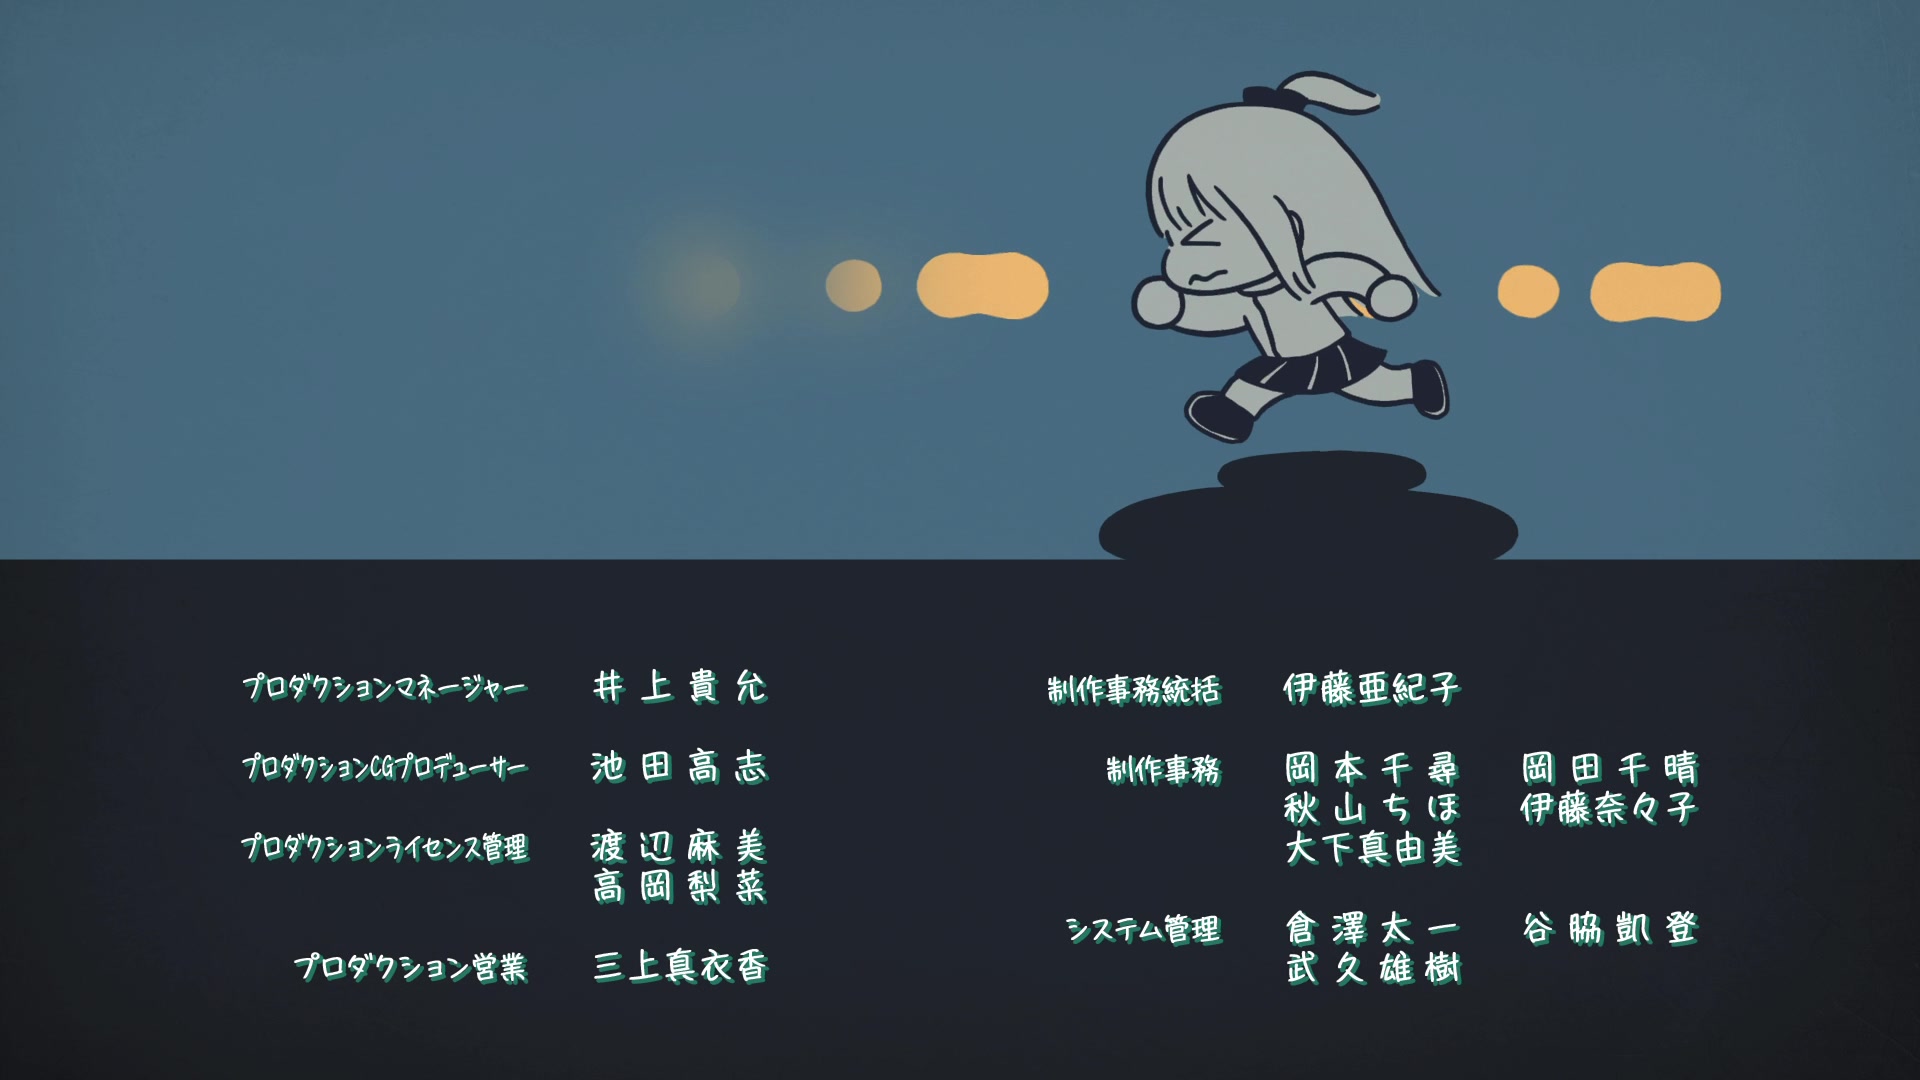 プロダクションマネージャー 井上貴允
プロダクションCGプロデューサー 池田高志
プロダクションライセンス管理 渡辺麻美
高岡梨菜
プロダクション営業 三上真衣香
制作事務統括 伊藤亜紀子
制作事務 岡本千尋 岡田千晴
秋山ちほ 伊藤奈々子
大下真由美
システム管理 倉澤太一 谷脇凱登
武久雄樹